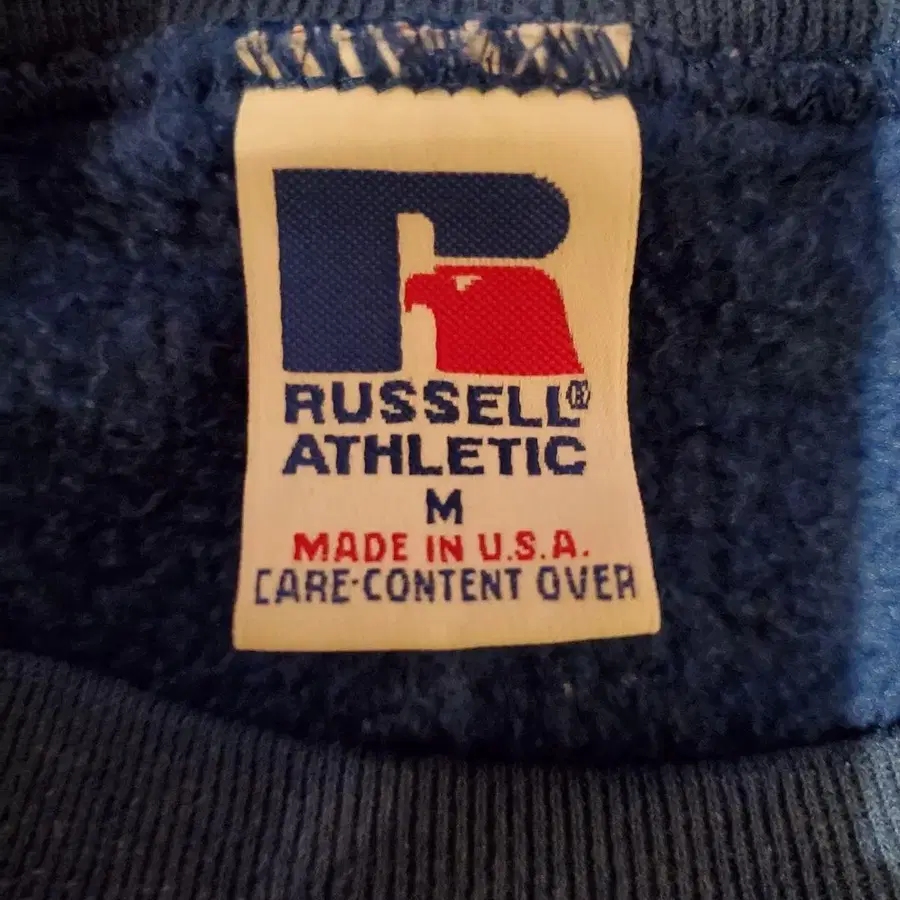 R
RUSSELL®
ATHLETIC
M
MADE IN U.S.A.
CARE-CONTENT OVER